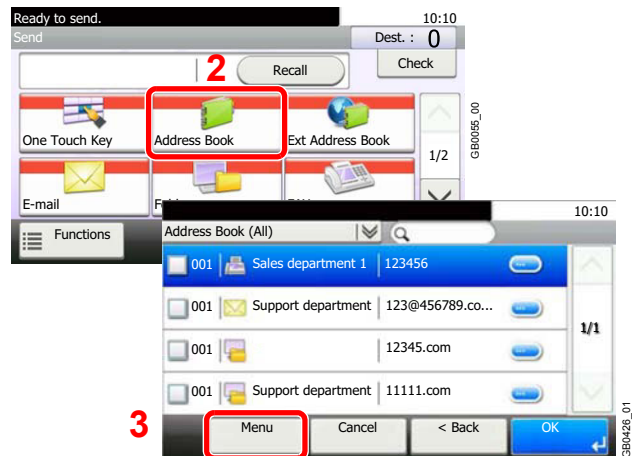 Ready to send. 10:10
Send Dest. : 0
2 Recall Check
One Touch Key Address Book Ext Address Book
1/2
GB0055_00
E-mail
Functions
10:10
Address Book (All)
001 Sales department 1 123456
001 Support department 123@456789.co...
1/1
001 12345.com
001 Support department 11111.com
3 Menu Cancel < Back OK
GB0426_01